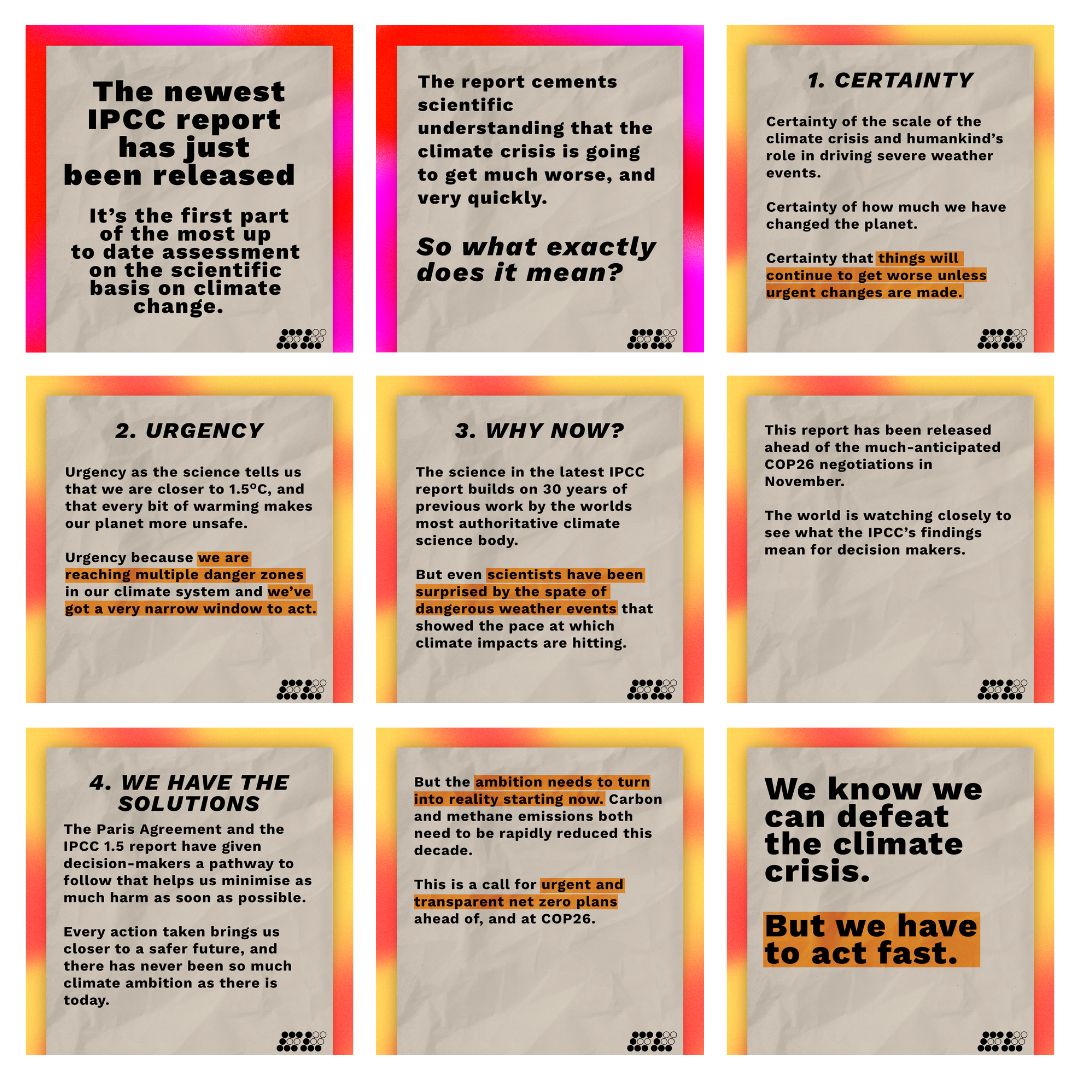 The newest
IPCC report
has just
been released
It's the first part
of the most up
to date assessment
on the scientific
basis on climate
change.
The report cements
scientific
understanding that the
climate crisis is going
to get much worse, and
very quickly.
So what exactly
does it mean?
1. CERTAINTY
Certainty of the scale of the
climate crisis and humankind's
role in driving severe weather
events.
Certainty of how much we have
changed the planet.
Certainty that things will
continue to get worse unless
urgent changes are made.
2. URGENCY
Urgency as the science tells us
that we are closer to 1.5ºC, and
that every bit of warming makes
our planet more unsafe.
Urgency because we are
reaching multiple danger zones
in our climate system and we've
got a very narrow window to act.
3. WHY NOW?
The science in the latest IPCC
report builds on 30 years of
previous work by the worlds
most authoritative climate
science body.
But even scientists have been
surprised by the spate of
dangerous weather events that
showed the pace at which
climate impacts are hitting.
This report has been released
ahead of the much-anticipated
COP26 negotiations in
November.
The world is watching closely to
see what the IPCC's findings
mean for decision makers.
4. WE HAVE THE
SOLUTIONS
The Paris Agreement and the
IPCC 1.5 report have given
decision-makers a pathway to
follow that helps us minimise as
much harm as soon as possible.
Every action taken brings us
closer to a safer future, and
there has never been so much
climate ambition as there is
today.
But the ambition needs to turn
into reality starting now. Carbon
and methane emissions both
need to be rapidly reduced this
decade.
This is a call for urgent and
transparent net zero plans
ahead of, and at COP26.
We know we
can defeat
the climate
crisis.
But we have
to act fast.